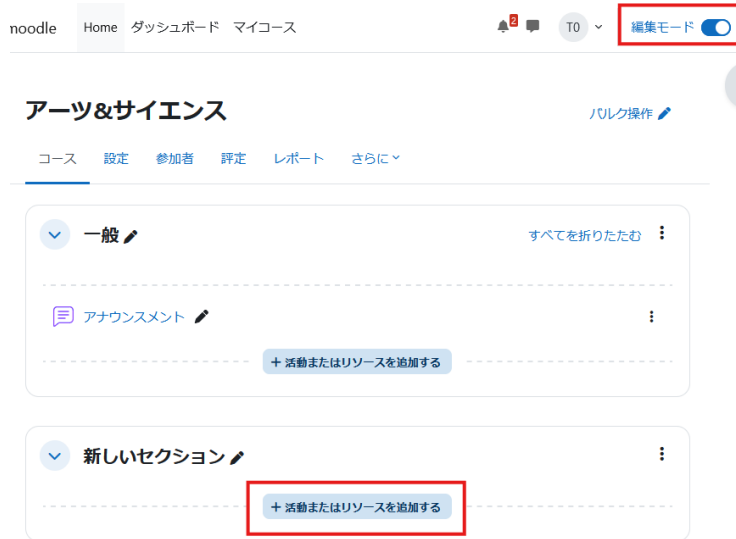 moodle Home ダッシュボード マイコース 2 T0 編集モード
アーツ&サイエンス バルク操作
コース 設定 参加者 評定 レポート さらに
一般 すべてを折りたたむ
アナウンスメント
+ 活動またはリソースを追加する
新しいセクション
+ 活動またはリソースを追加する